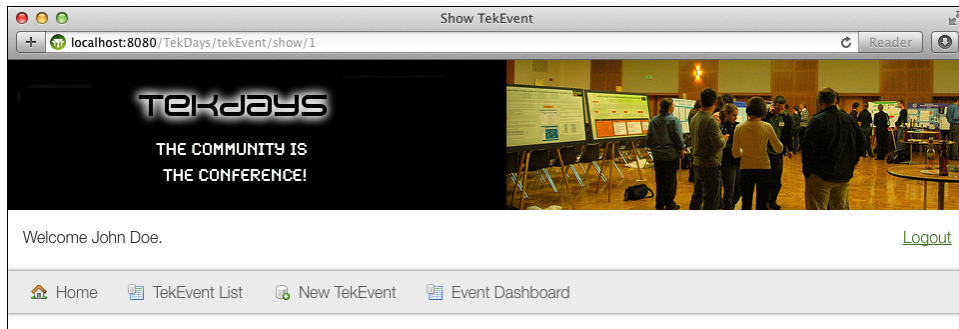 Show TekEvent
localhost:8080/TekDays/tekEvent/show/1
Reader
TEKDAYS
THE COMMUNITY IS
THE CONFERENCE!
Welcome John Doe.
Logout
Home TekEvent List New TekEvent Event Dashboard